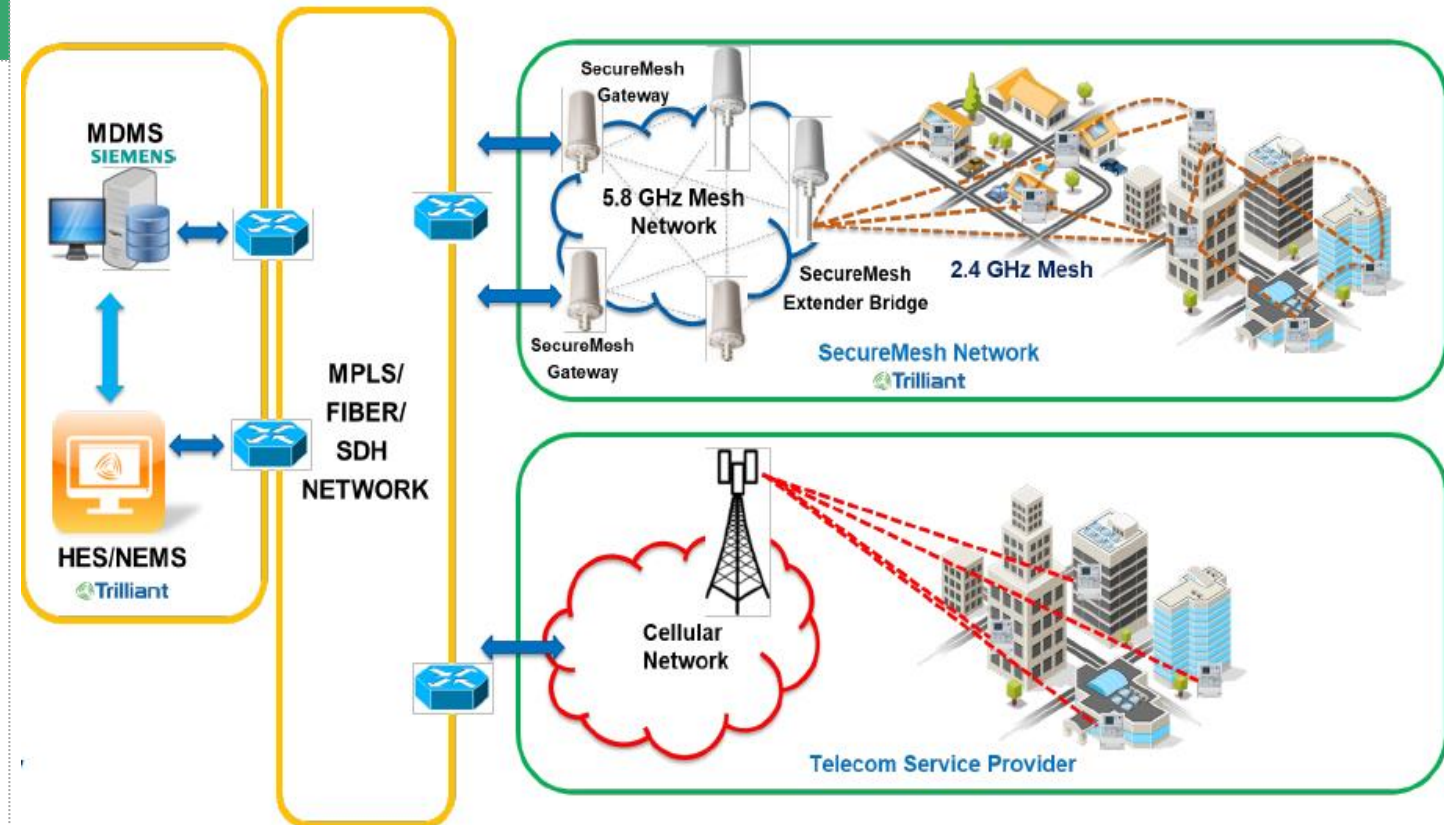 MDMS
SIEMENS
HES/NEMS
Trilliant
MPLS/
FIBER/
SDH
NETWORK
SecureMesh
Gateway
5.8 GHz Mesh
Network
SecureMesh
Gateway
SecureMesh
Extender Bridge
2.4 GHz Mesh
SecureMesh Network
Trilliant
Cellular
Network
Telecom Service Provider